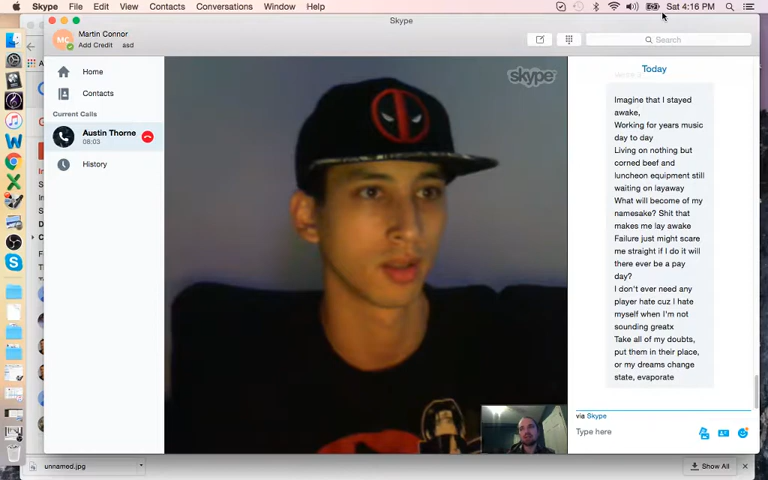 Skype File Edit View Contacts Conversations Window Help Sat 4:16 PM
Skype
MC
Martin Connor
Add Credit asd
Search
Home
Contacts
Current Calls
Austin Thorne
08:03
History
skype
Today
Imagine that I stayed
awake,
Working for years music
day to day
Living on nothing but
corned beef and
luncheon equipment still
waiting on layaway
What will become of my
namesake? Shit that
makes me lay awake
Failure just might scare
me straight if I do it will
there ever be a pay
day?
I don't ever need any
player hate cuz I hate
myself when I'm not
sounding greatx
Take all of my doubts,
put them in their place,
or my dreams change
state, evaporate
via Skype
Type here
unnamed.jpg
Show All